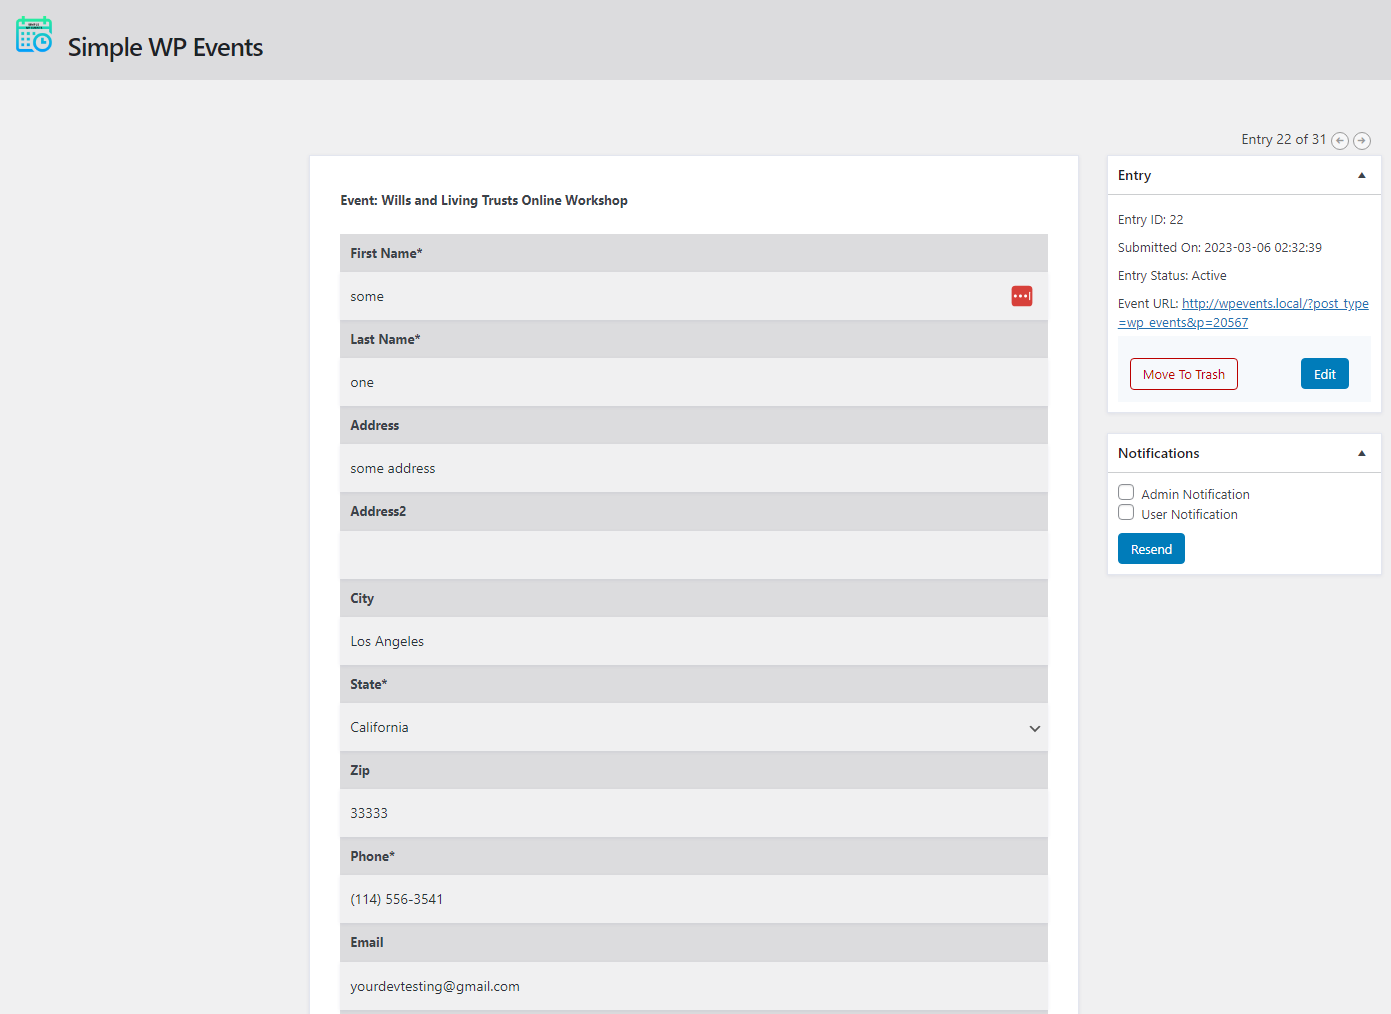 Simple WP Events
Entry 22 of 31
Event: Wills and Living Trusts Online Workshop
First Name*
some
Last Name*
one
Address
some address
Address2
City
Los Angeles
State*
California
Zip
33333
Phone*
(114) 556-3541
Email
yourdevtesting@gmail.com
Entry
Entry ID: 22
Submitted On: 2023-03-06 02:32:39
Entry Status: Active
Event URL: http://wpevents.local/?post_type
=wp_events&p=20567
Move To Trash
Edit
Notifications
Admin Notification
User Notification
Resend